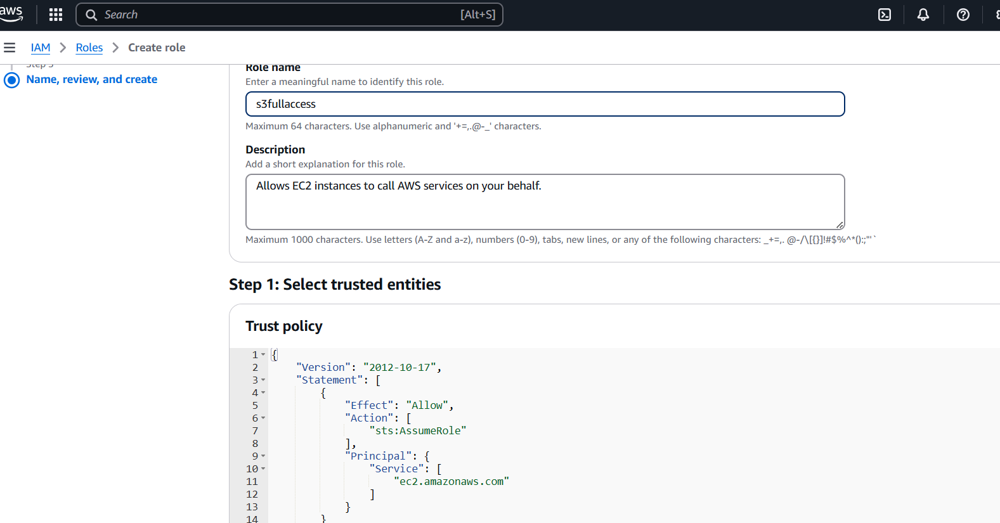 aws
Search [Alt+S]
IAM > Roles > Create role
Step 3
Name, review, and create
Role name
Enter a meaningful name to identify this role.
s3fullaccess
Maximum 64 characters. Use alphanumeric and '+=,.@-_' characters.
Description
Add a short explanation for this role.
Allows EC2 instances to call AWS services on your behalf.
Maximum 1000 characters. Use letters (A-Z and a-z), numbers (0-9), tabs, new lines, or any of the following characters: _+=,. @-/\[{}]!#$%^*();:"'`
Step 1: Select trusted entities
Trust policy
1 {
2 "Version": "2012-10-17",
3 "Statement": [
4 {
5 "Effect": "Allow",
6 "Action": [
7 "sts:AssumeRole"
8 ],
9 "Principal": {
10 "Service": [
11 "ec2.amazonaws.com"
12 ]
13 }
14 }